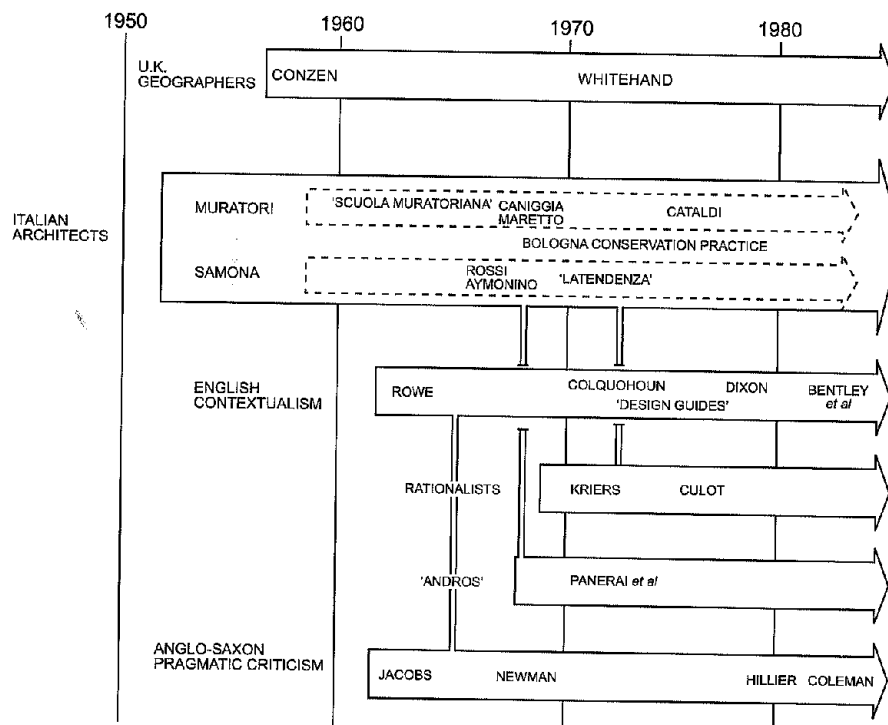 1950
1960
1970
1980
U.K.
GEOGRAPHERS
CONZEN
WHITEHAND
ITALIAN
ARCHITECTS
MURATORI
'SCUOLA MURATORIANA'
CANIGGIA
MARETTO
CATALDI
BOLOGNA CONSERVATION PRACTICE
SAMONA
ROSSI
AYMONINO
'LATENDENZA'
ENGLISH
CONTEXTUALISM
ROWE
COLQUOHOUN
'DESIGN GUIDES'
DIXON
BENTLEY
et al
RATIONALISTS
KRIERS
CULOT
'ANDROS'
PANERAI et al
ANGLO-SAXON
PRAGMATIC CRITICISM
JACOBS
NEWMAN
HILLIER
COLEMAN